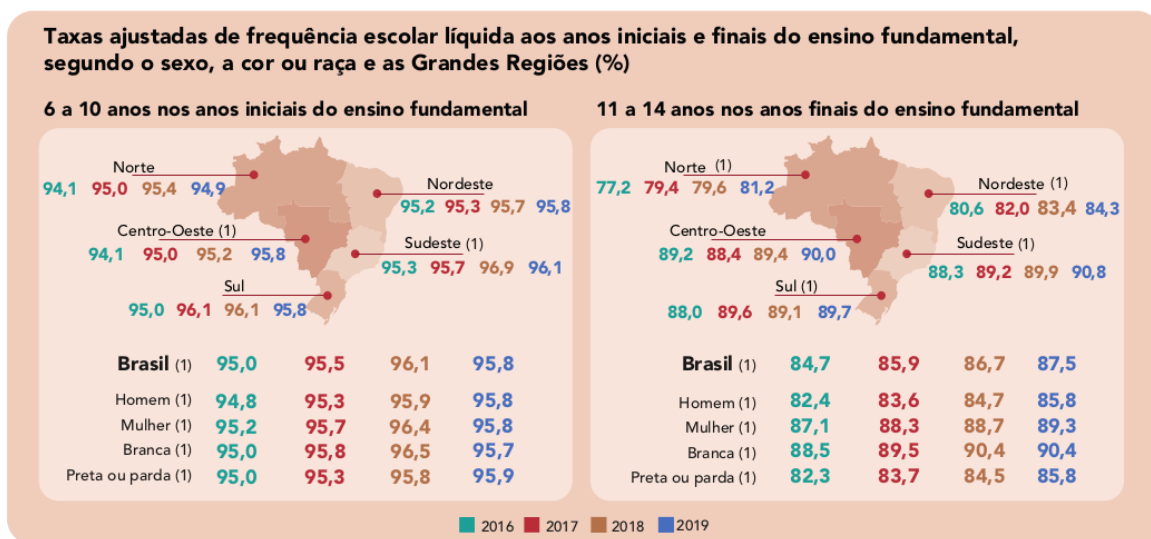 Taxas ajustadas de frequência escolar líquida aos anos iniciais e finais do ensino fundamental,
segundo o sexo, a cor ou raça e as Grandes Regiões (%)
6 a 10 anos nos anos iniciais do ensino fundamental
Norte
94,1 95,0 95,4 94,9
Nordeste
95,2 95,3 95,7 95,8
Centro-Oeste (1)
94,1 95,0 95,2 95,8
Sudeste (1)
95,3 95,7 96,9 96,1
Sul
95,0 96,1 96,1 95,8
Brasil (1) 95,0 95,5 96,1 95,8
Homem (1) 94,8 95,3 95,9 95,8
Mulher (1) 95,2 95,7 96,4 95,8
Branca (1) 95,0 95,8 96,5 95,7
Preta ou parda (1) 95,0 95,3 95,8 95,9
11 a 14 anos nos anos finais do ensino fundamental
Norte (1)
77,2 79,4 79,6 81,2
Nordeste (1)
80,6 82,0 83,4 84,3
Centro-Oeste
89,2 88,4 89,4 90,0
Sudeste (1)
88,3 89,2 89,9 90,8
Sul (1)
88,0 89,6 89,1 89,7
Brasil (1) 84,7 85,9 86,7 87,5
Homem (1) 82,4 83,6 84,7 85,8
Mulher (1) 87,1 88,3 88,7 89,3
Branca (1) 88,5 89,5 90,4 90,4
Preta ou parda (1) 82,3 83,7 84,5 85,8
2016 2017 2018 2019